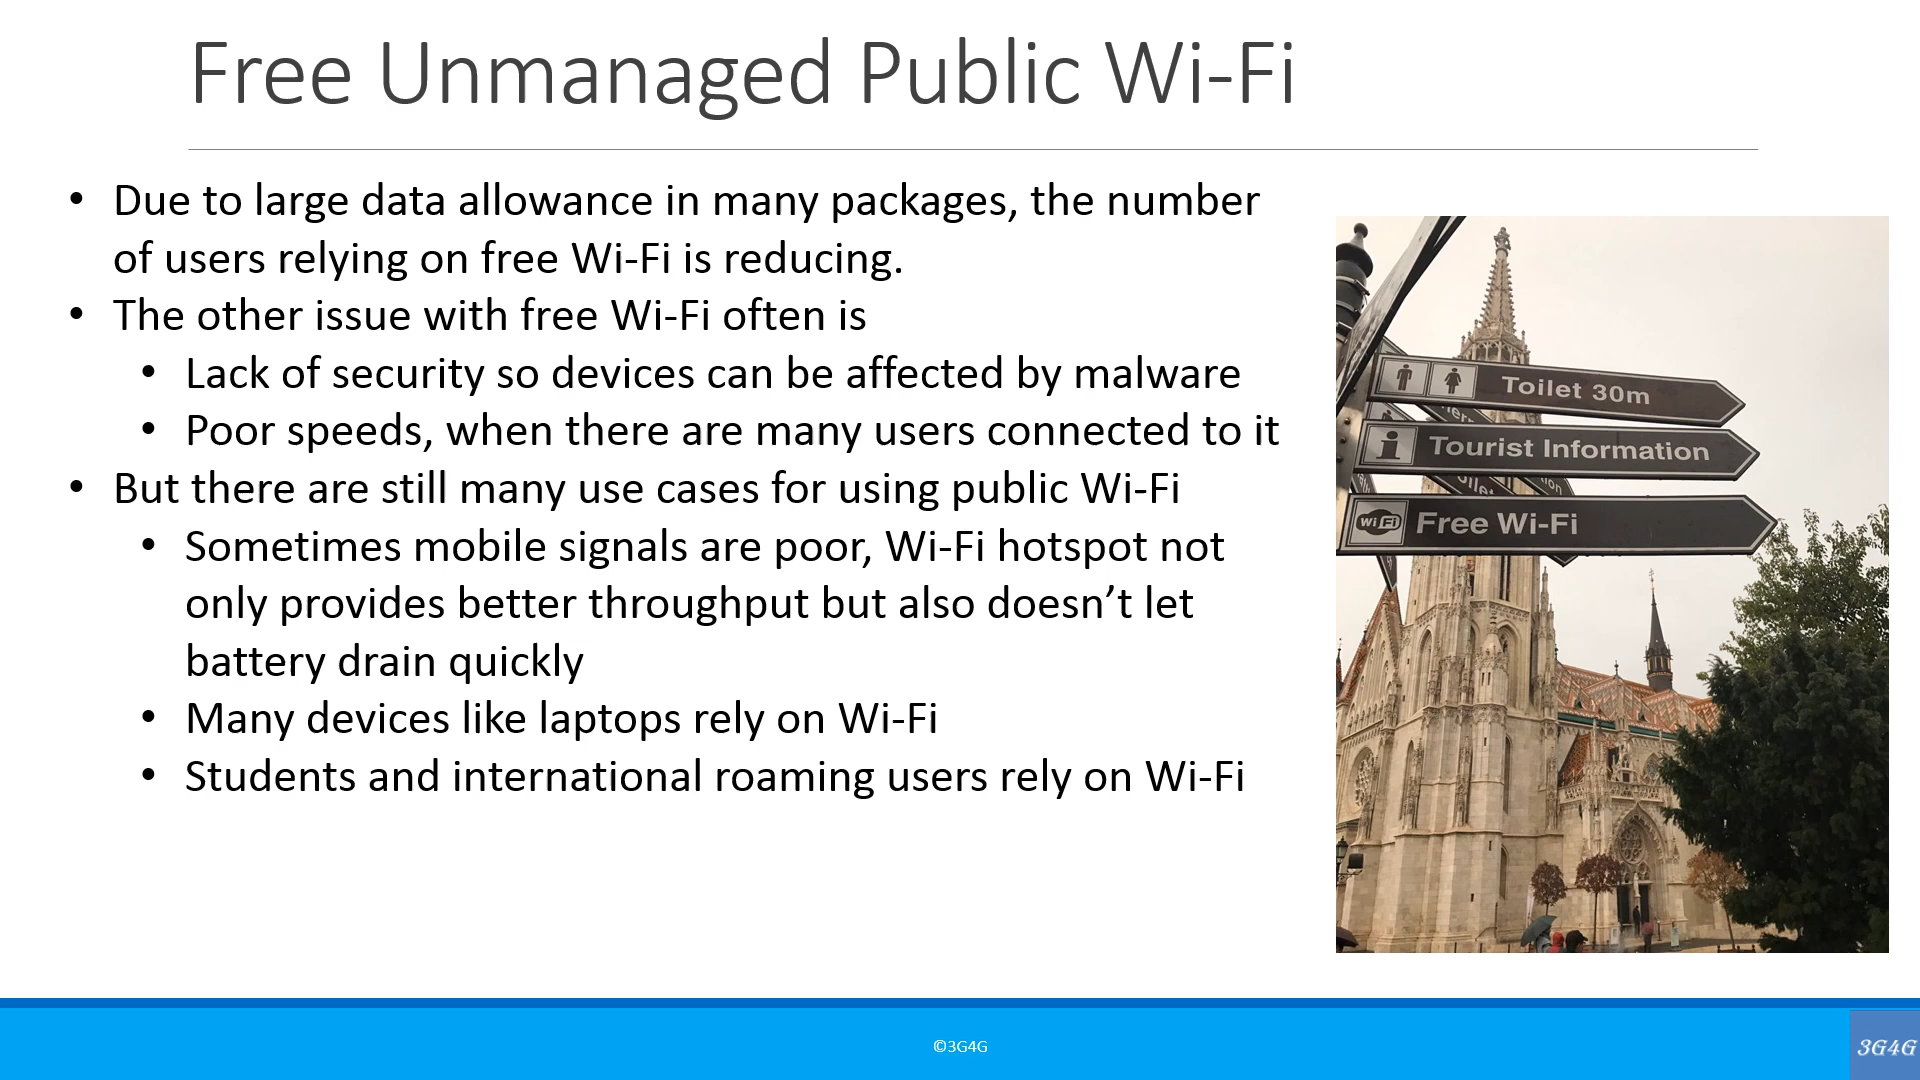 Free Unmanaged Public Wi-Fi
• Due to large data allowance in many packages, the number
of users relying on free Wi-Fi is reducing.
• The other issue with free Wi-Fi often is
• Lack of security so devices can be affected by malware
• Poor speeds, when there are many users connected to it
• But there are still many use cases for using public Wi-Fi
• Sometimes mobile signals are poor, Wi-Fi hotspot not
only provides better throughput but also doesn’t let
battery drain quickly
• Many devices like laptops rely on Wi-Fi
• Students and international roaming users rely on Wi-Fi
Toilet 30m
Tourist Information
WiFi Free Wi-Fi
©3G4G
3G4G